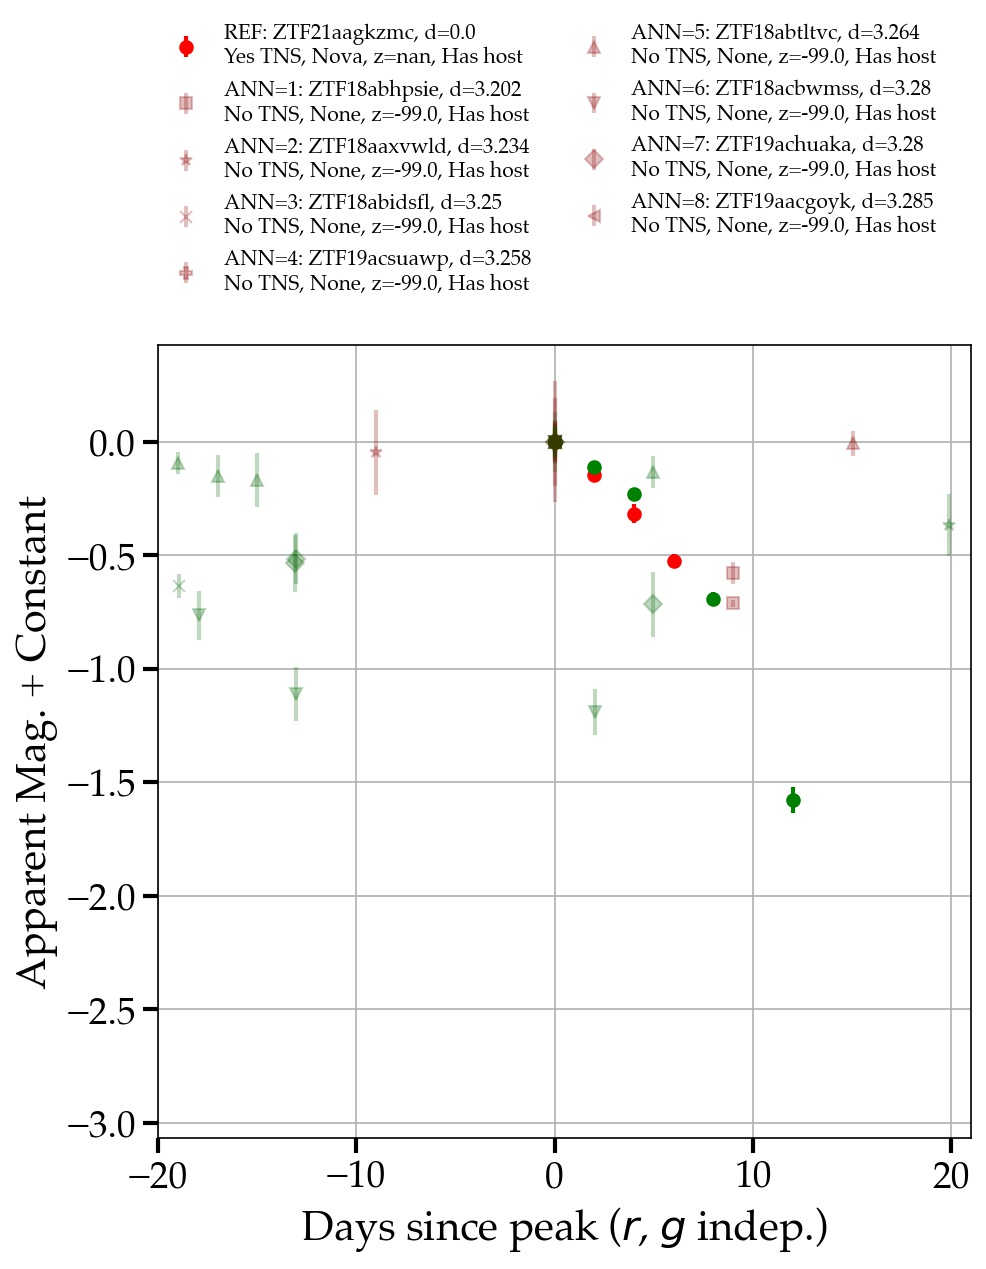 REF: ZTF21aagkzmc, d=0.0
Yes TNS, Nova, z=nan, Has host
ANN=1: ZTF18abhpsie, d=3.202
No TNS, None, z=-99.0, Has host
ANN=2: ZTF18aaxvwld, d=3.234
No TNS, None, z=-99.0, Has host
ANN=3: ZTF18abidsfl, d=3.25
No TNS, None, z=-99.0, Has host
ANN=4: ZTF19acsuawp, d=3.258
No TNS, None, z=-99.0, Has host
ANN=5: ZTF18abtltvc, d=3.264
No TNS, None, z=-99.0, Has host
ANN=6: ZTF18acbwmss, d=3.28
No TNS, None, z=-99.0, Has host
ANN=7: ZTF19achuaka, d=3.28
No TNS, None, z=-99.0, Has host
ANN=8: ZTF19aacgoyk, d=3.285
No TNS, None, z=-99.0, Has host
Apparent Mag. + Constant
0.0
−0.5
−1.0
−1.5
−2.0
−2.5
−3.0
−20 −10 0 10 20
Days since peak (r, g indep.)